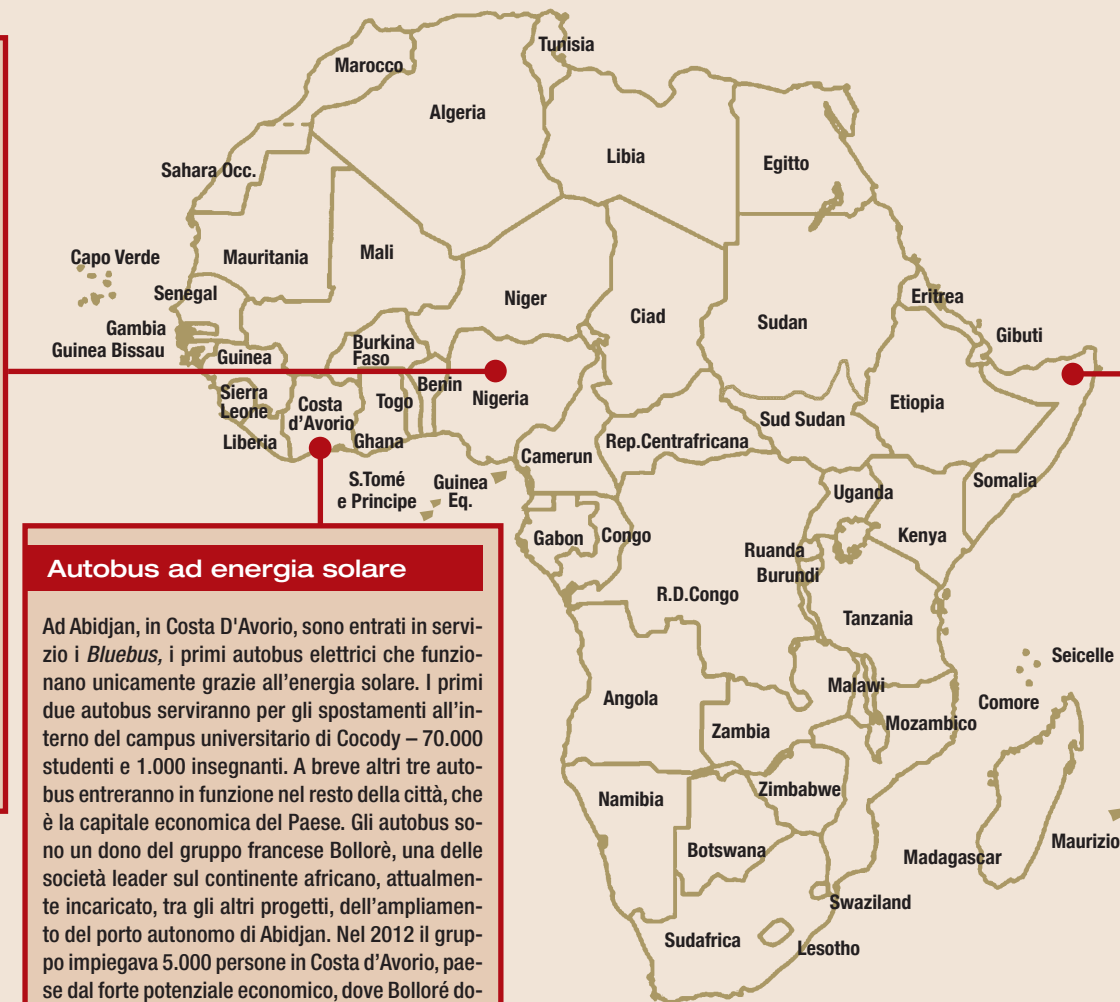 Tunisia
Marocco
Algeria
Libia
Egitto
Sahara Occ.
Capo Verde
Mauritania
Mali
Niger
Ciad
Sudan
Eritrea
Senegal
Gambia
Guinea Bissau
Gibuti
Guinea
Burkina
Faso
Benin
Nigeria
Sierra
Leone
Costa
d'Avorio
Togo
Etiopia
Liberia
Ghana
Camerun
Rep.Centrafricana
Sud Sudan
S.Tomé
e Principe
Guinea
Eq.
Uganda
Somalia
Gabon
Congo
Kenya
Ruanda
Burundi
R.D.Congo
Tanzania
Seicelle
Angola
Malawi
Comore
Zambia
Mozambico
Namibia
Zimbabwe
Botswana
Madagascar
Maurizio
Swaziland
Sudafrica
Lesotho
Autobus ad energia solare
Ad Abidjan, in Costa D'Avorio, sono entrati in servi-
zio i Bluebus, i primi autobus elettrici che funzio-
nano unicamente grazie all'energia solare. I primi
due autobus serviranno per gli spostamenti all'in-
terno del campus universitario di Cocody – 70.000
studenti e 1.000 insegnanti. A breve altri tre auto-
bus entreranno in funzione nel resto della città, che
è la capitale economica del Paese. Gli autobus so-
no un dono del gruppo francese Bollorè, una delle
società leader sul continente africano, attualmen-
te incaricato, tra gli altri progetti, dell'ampliamen-
to del porto autonomo di Abidjan. Nel 2012 il grup-
po impiegava 5.000 persone in Costa d'Avorio, pae-
se dal forte potenziale economico, dove Bolloré do-